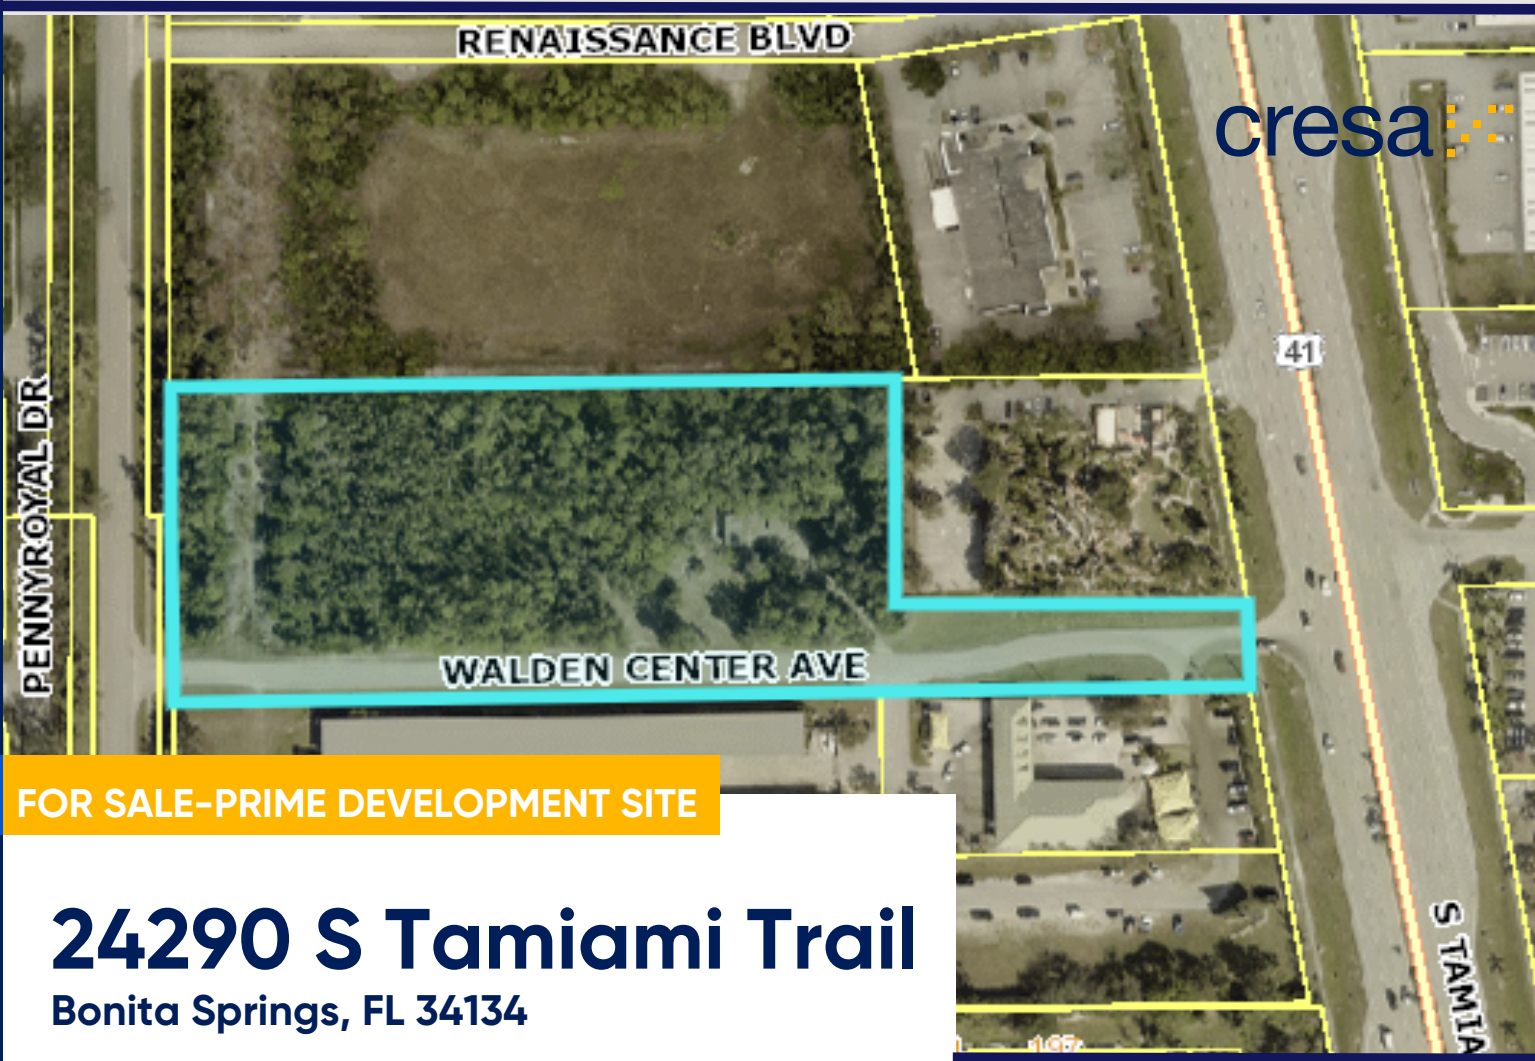 RENAISSANCE BLVD
cresa
41
PENNYROYAL DR
WALDEN CENTER AVE
FOR SALE-PRIME DEVELOPMENT SITE
24290 S Tamiami Trail
Bonita Springs, FL 34134
S TAMIA